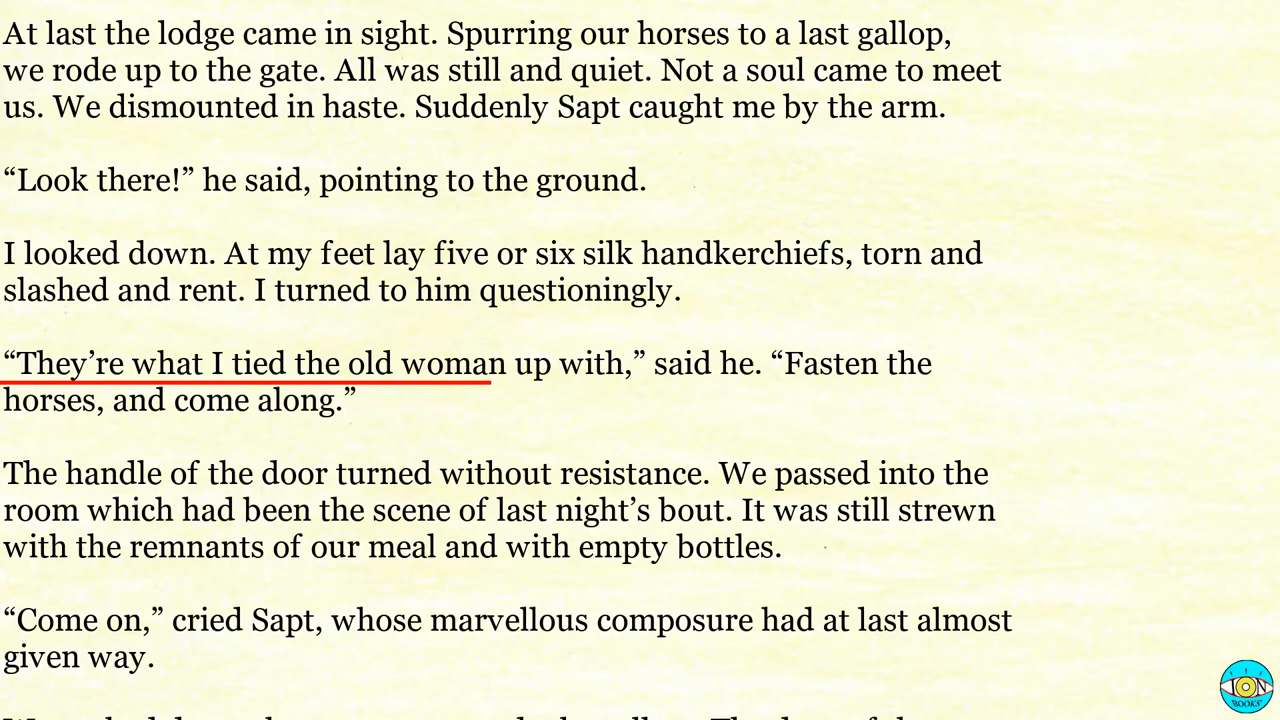 At last the lodge came in sight. Spurring our horses to a last gallop,
we rode up to the gate. All was still and quiet. Not a soul came to meet
us. We dismounted in haste. Suddenly Sapt caught me by the arm.
“Look there!” he said, pointing to the ground.
I looked down. At my feet lay five or six silk handkerchiefs, torn and
slashed and rent. I turned to him questioningly.
“They’re what I tied the old woman up with,” said he. “Fasten the
horses, and come along.”
The handle of the door turned without resistance. We passed into the
room which had been the scene of last night’s bout. It was still strewn
with the remnants of our meal and with empty bottles.
“Come on,” cried Sapt, whose marvellous composure had at last almost
given way.
ION
BOOKS